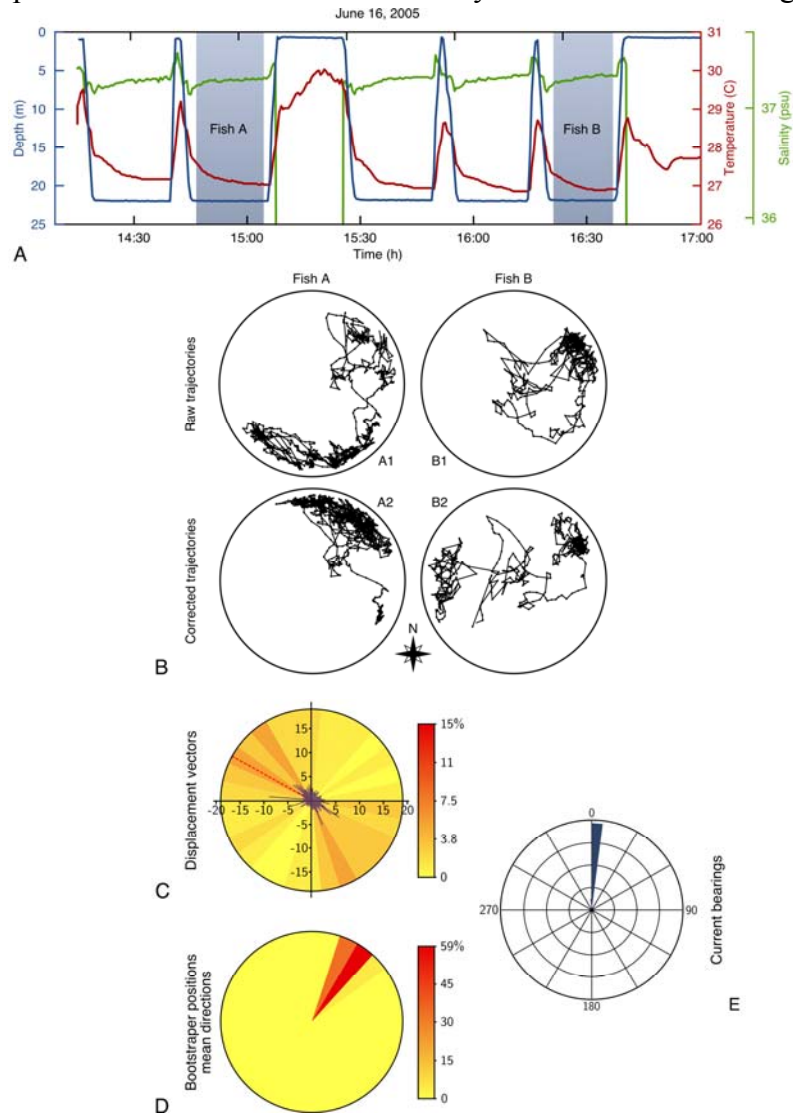 June 16, 2005
0
5
10
15
20
25
Depth (m)
Fish A
Fish B
31
30
29
28
27
26
Temperature (C)
37
36
Salinity (psu)
14:30 15:00 15:30 16:00 16:30 17:00
Time (h)
A
Fish A Fish B
Raw trajectories
A1 B1
A2 B2
Corrected trajectories
N
B
Displacement vectors
15
10
5
-20 -15 -10 -5 5 10 15 20
-5
-10
-15
15%
11
7.5
3.8
0
C
Bootstraper positions
mean directions
59%
45
30
15
0
D
0
270 90
180
Current bearings
E